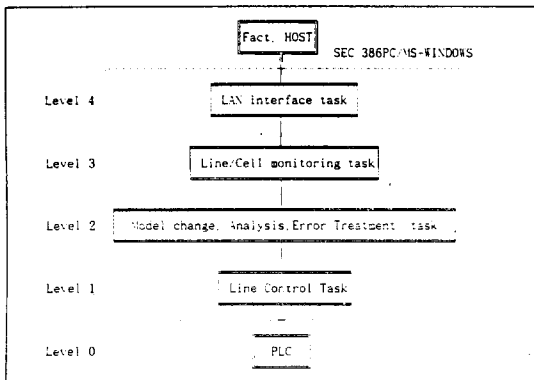 Fact. HOST
SEC 386PC/MS-WINDOWS
Level 4 LAN interface task
Level 3 Line/Cell monitoring task
Level 2 Model change, Analysis,Error Treatment task
Level 1 Line Control Task
Level 0 PLC